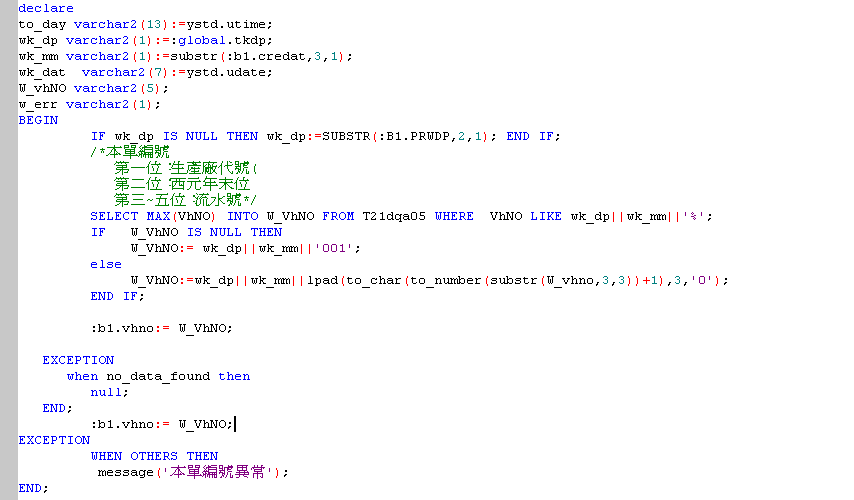 declare
to_day varchar2(13):=ystd.utime;
wk_dp varchar2(1):=:global.tkdp;
wk_mm varchar2(1):=substr(:b1.credat,3,1);
wk_dat  varchar2(7):=ystd.udate;
W_vhNO varchar2(5);
w_err varchar2(1);
BEGIN
IF wk_dp IS NULL THEN wk_dp:=SUBSTR(:B1.PRWDP,2,1); END IF;
/*本單編號
第一位:生產廠代號(
第二位:西元年末位
第三~五位:流水號*/
SELECT MAX(VhNO) INTO W_VhNO FROM T21dqa05 WHERE  VhNO LIKE wk_dp||wk_mm||'%';
IF   W_VhNO IS NULL THEN
W_VhNO:= wk_dp||wk_mm||'001';
else
W_VhNO:=wk_dp||wk_mm||lpad(to_char(to_number(substr(W_vhno,3,3))+1),3,'0');
END IF;
:b1.vhno:= W_VhNO;
EXCEPTION
when no_data_found then
null;
END;
:b1.vhno:= W_VhNO;
EXCEPTION
WHEN OTHERS THEN
message('本單編號異常');
END;